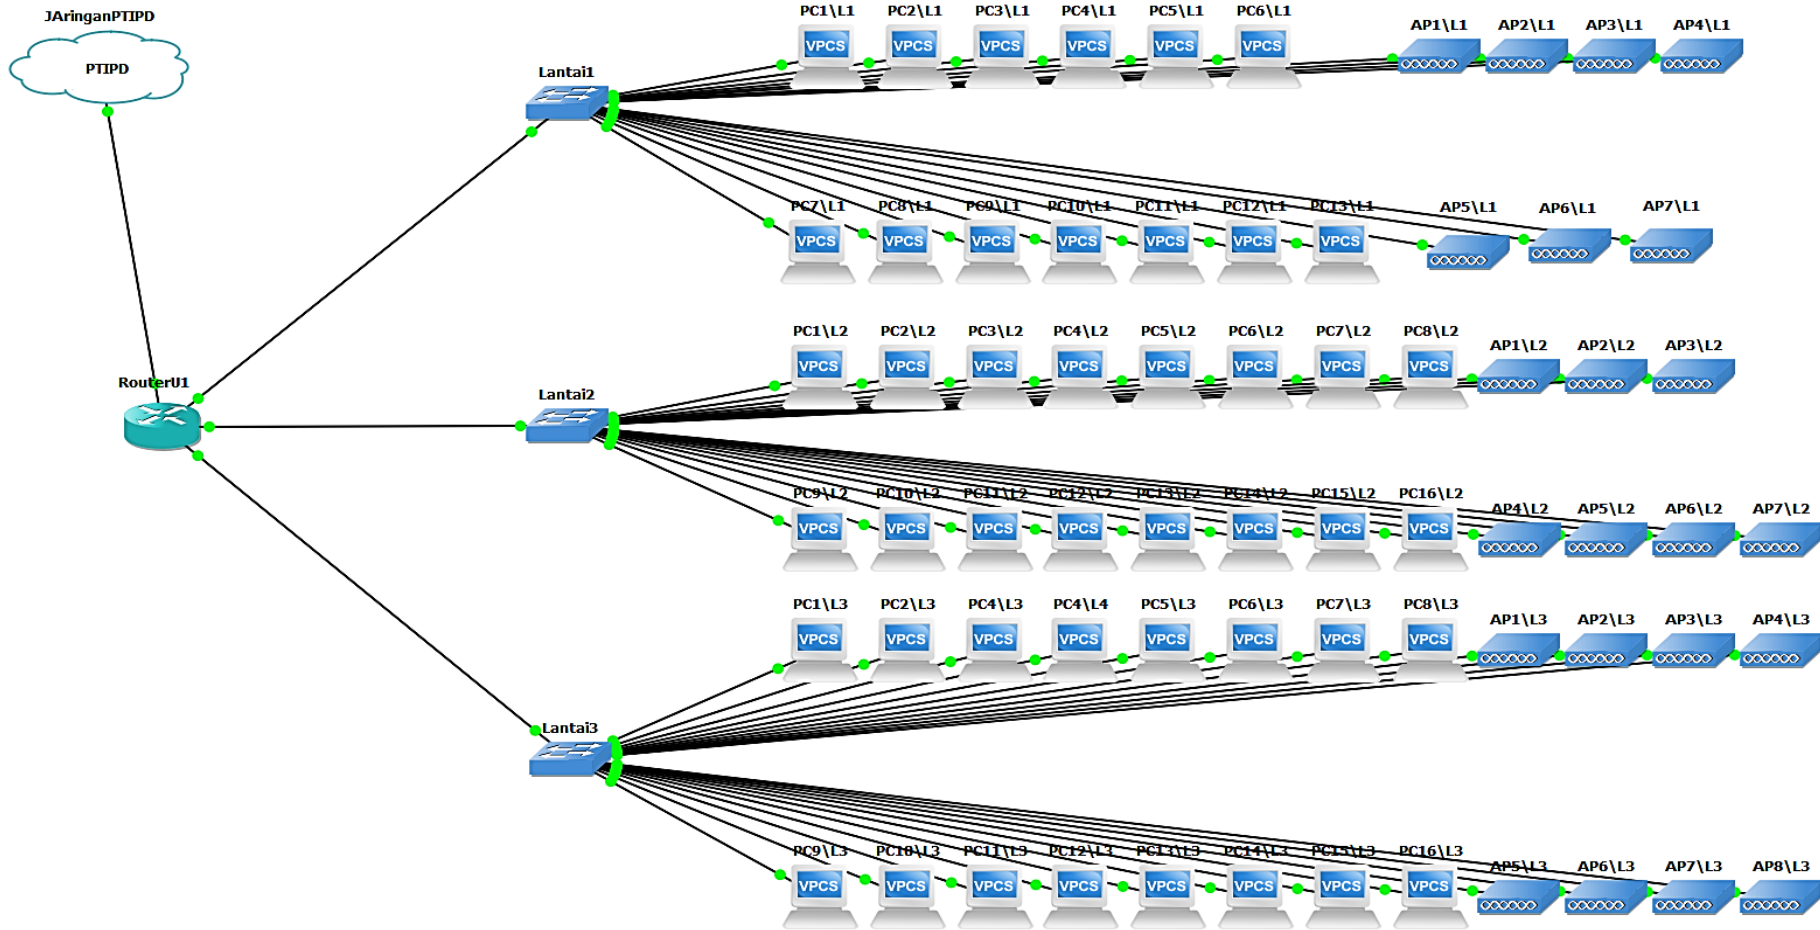 JAringanPTIPD
PTIPD
RouterU1
Lantai1
PC1\L1 PC2\L1 PC3\L1 PC4\L1 PC5\L1 PC6\L1 AP1\L1 AP2\L1 AP3\L1 AP4\L1
VPCS VPCS VPCS VPCS VPCS VPCS
PC7\L1 PC8\L1 PC9\L1 PC10\L1 PC11\L1 PC12\L1 PC13\L1 AP5\L1 AP6\L1 AP7\L1
VPCS VPCS VPCS VPCS VPCS VPCS VPCS
Lantai2
PC1\L2 PC2\L2 PC3\L2 PC4\L2 PC5\L2 PC6\L2 PC7\L2 PC8\L2 AP1\L2 AP2\L2 AP3\L2
VPCS VPCS VPCS VPCS VPCS VPCS VPCS VPCS
PC9\L2 PC10\L2 PC11\L2 PC12\L2 PC13\L2 PC14\L2 PC15\L2 PC16\L2 AP4\L2 AP5\L2 AP6\L2 AP7\L2
VPCS VPCS VPCS VPCS VPCS VPCS VPCS VPCS
Lantai3
PC1\L3 PC2\L3 PC4\L3 PC4\L4 PC5\L3 PC6\L3 PC7\L3 PC8\L3 AP1\L3 AP2\L3 AP3\L3 AP4\L3
VPCS VPCS VPCS VPCS VPCS VPCS VPCS VPCS
PC9\L3 PC10\L3 PC11\L3 PC12\L3 PC13\L3 PC14\L3 PC15\L3 PC16\L3 AP5\L3 AP6\L3 AP7\L3 AP8\L3
VPCS VPCS VPCS VPCS VPCS VPCS VPCS VPCS